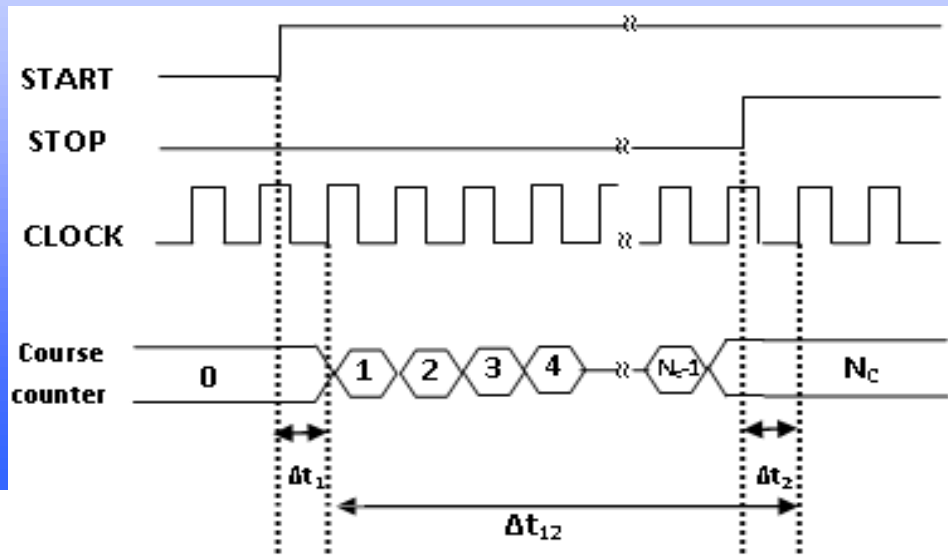 START
STOP
CLOCK
Course
counter
0 1 2 3 4 N꜀-1 N꜀
Δt₁
Δt₂
Δt₁₂